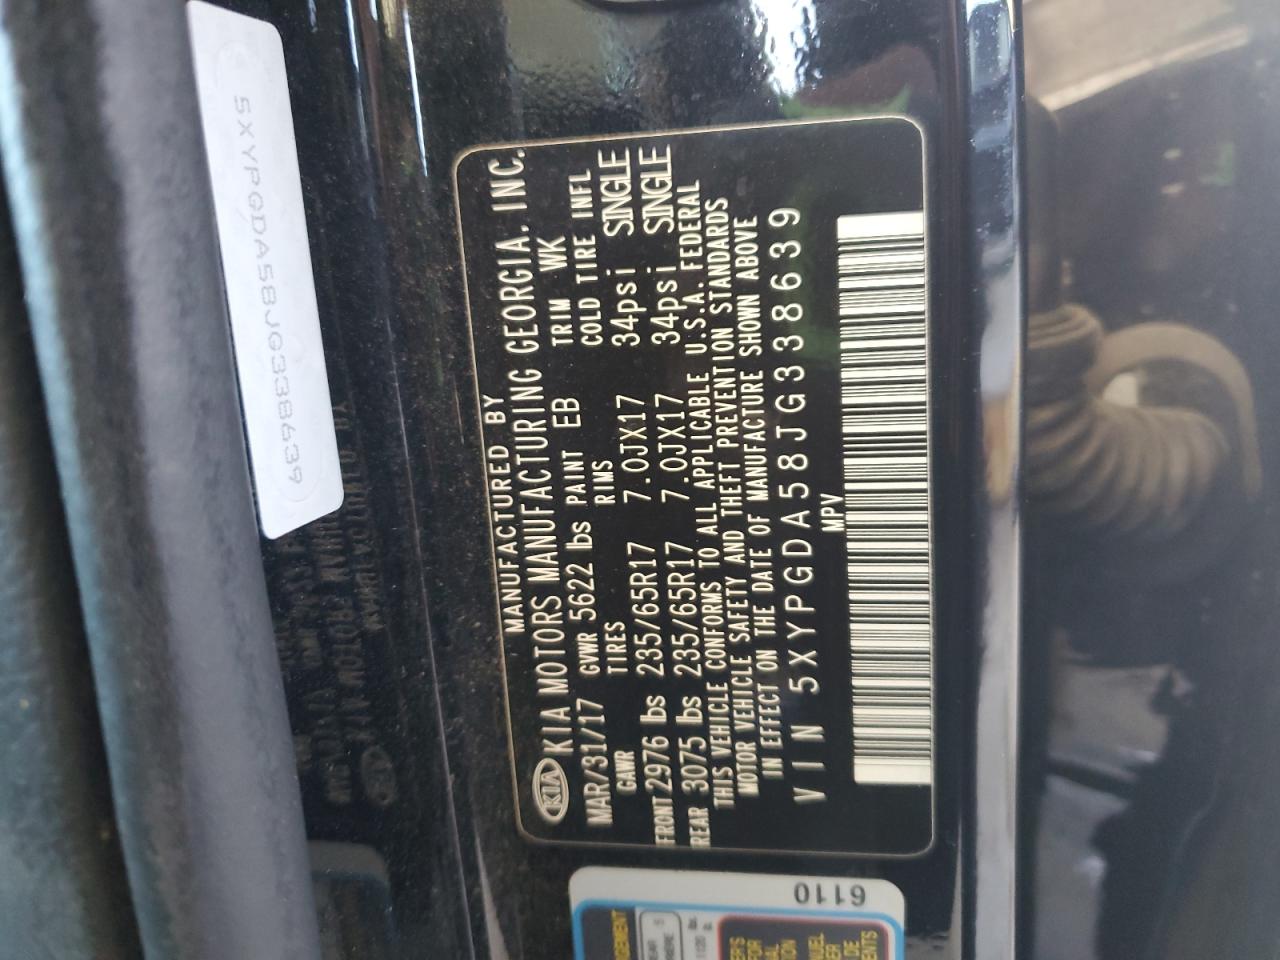 5XYPGDA58JG338639
MANUFACTURED BY
KIA KIA MOTORS MANUFACTURING GEORGIA, INC.
MAR/31/17 GVWR 5622 lbs PAINT EB TRIM WK
GAWR TIRES RIMS COLD TIRE INFL
FRONT 2976 lbs 235/65R17 7.0JX17 34psi SINGLE
REAR 3075 lbs 235/65R17 7.0JX17 34psi SINGLE
THIS VEHICLE CONFORMS TO ALL APPLICABLE U.S.A. FEDERAL
MOTOR VEHICLE SAFETY AND THEFT PREVENTION STANDARDS
IN EFFECT ON THE DATE OF MANUFACTURE SHOWN ABOVE
VIN 5XYPGDA58JG338639
MPV
6110